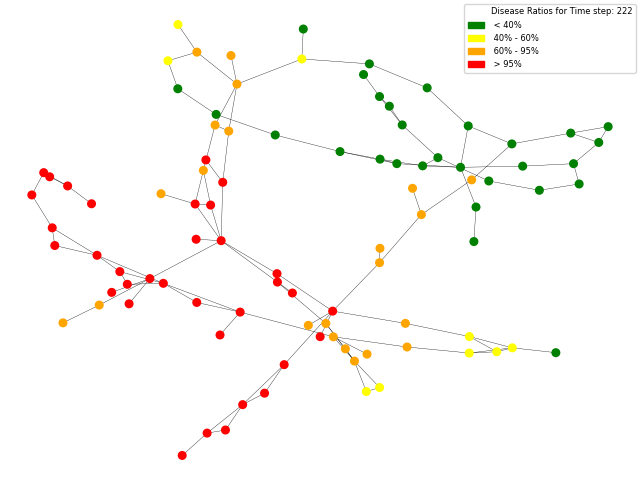 Disease Ratios for Time step: 222
< 40%
40% - 60%
60% - 95%
> 95%